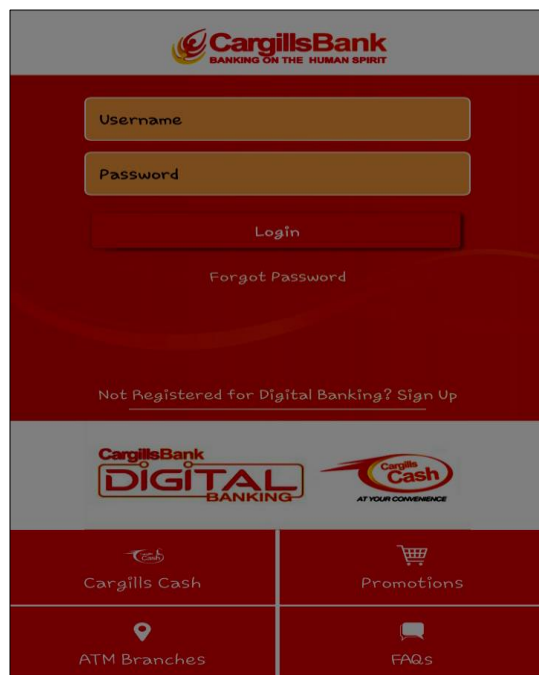 CargillsBank
BANKING ON THE HUMAN SPIRIT
Username
Password
Login
Forgot Password
Not Registered for Digital Banking? Sign Up
CargillsBank
DIGITAL
BANKING
Cargills
Cash
AT YOUR CONVENIENCE
Cargills Cash
Promotions
ATM Branches
FAQs